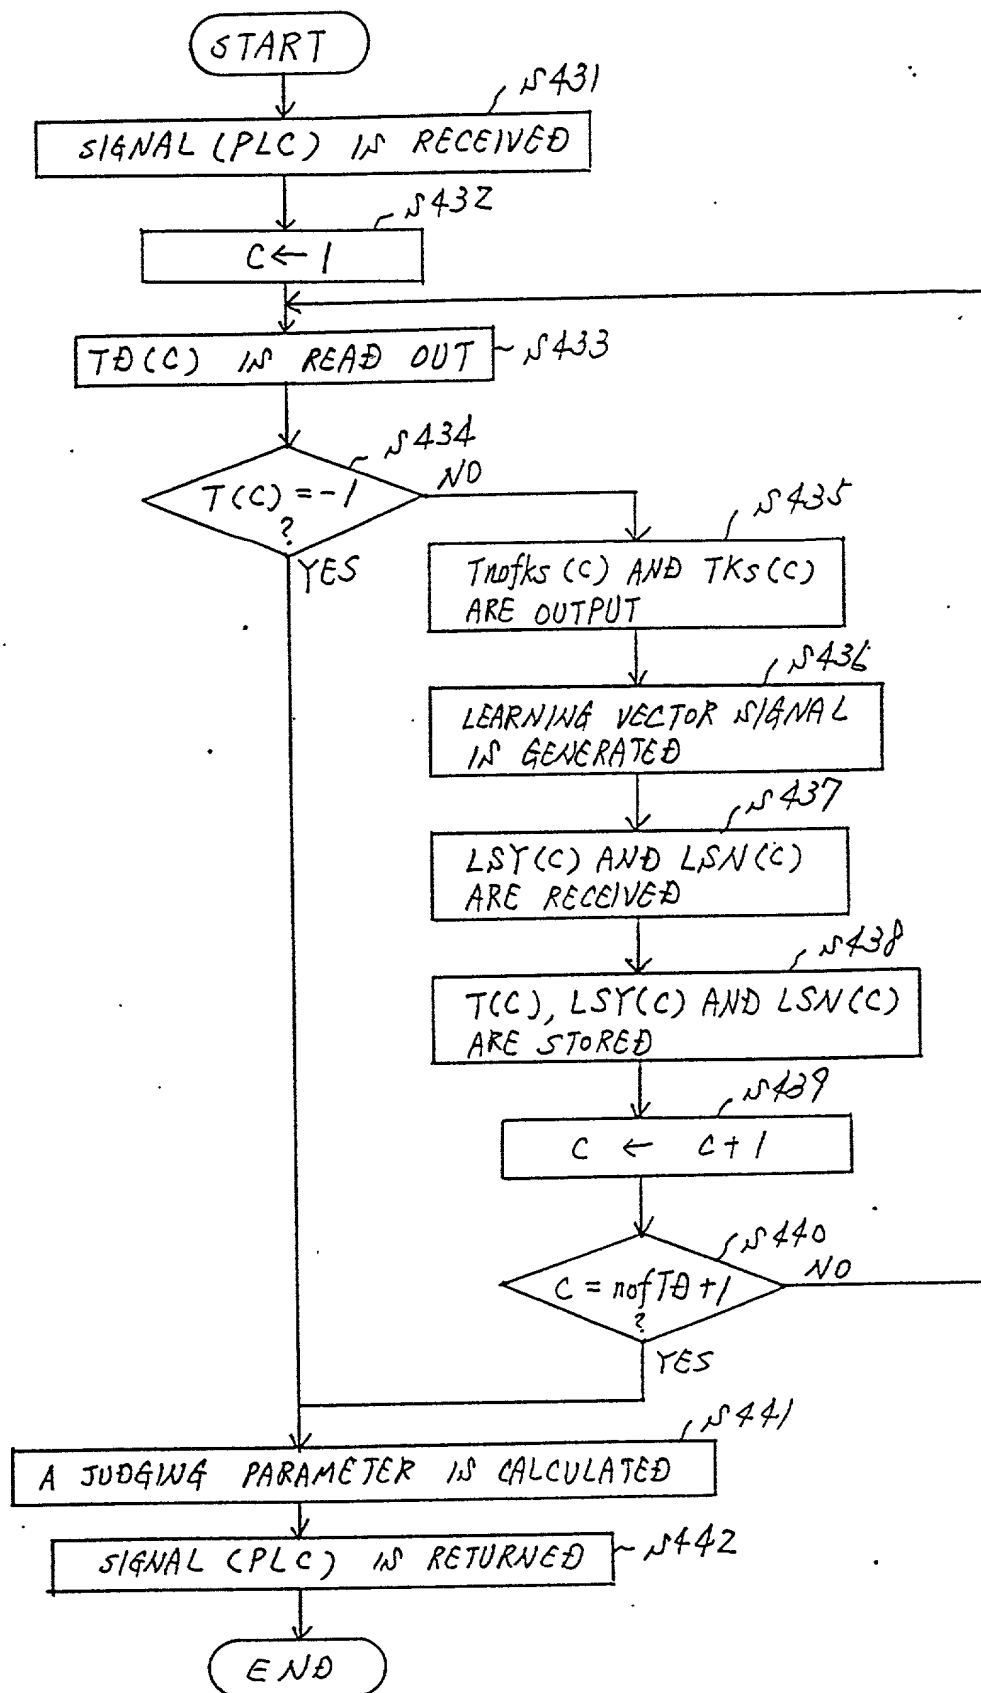 START
S431
SIGNAL (PLC) IS RECEIVED
S432
C ← 1
TD(C) IS READ OUT
S433
S434
T(C) = -1
?
NO
YES
S435
Tnofks (C) AND TKS(C)
ARE OUTPUT
S436
LEARNING VECTOR SIGNAL
IS GENERATED
S437
LSY(C) AND LSN(C)
ARE RECEIVED
S438
T(C), LSY(C) AND LSN(C)
ARE STORED
S439
C ← C + 1
S440
C = nofTD + 1
?
NO
YES
S441
A JUDGING PARAMETER IS CALCULATED
SIGNAL (PLC) IS RETURNED
S442
END